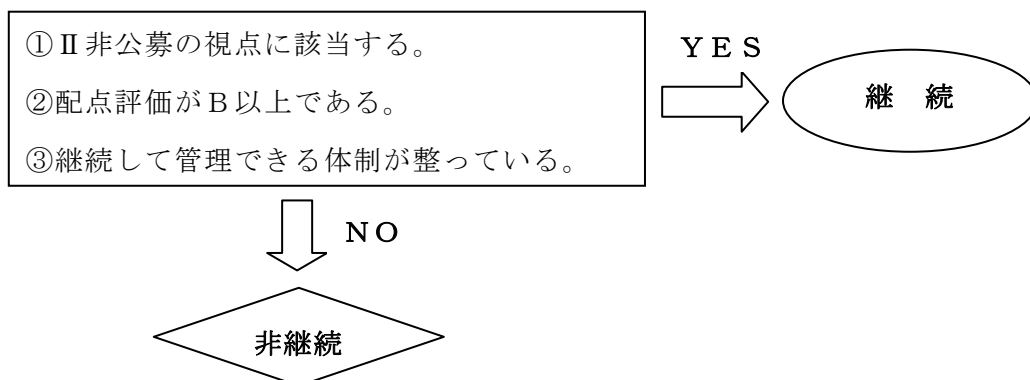 ①Ⅱ非公募の視点に該当する。
ＹＥＳ
②配点評価がＢ以上である。
継　続
③継続して管理できる体制が整っている。
ＮＯ
非継続